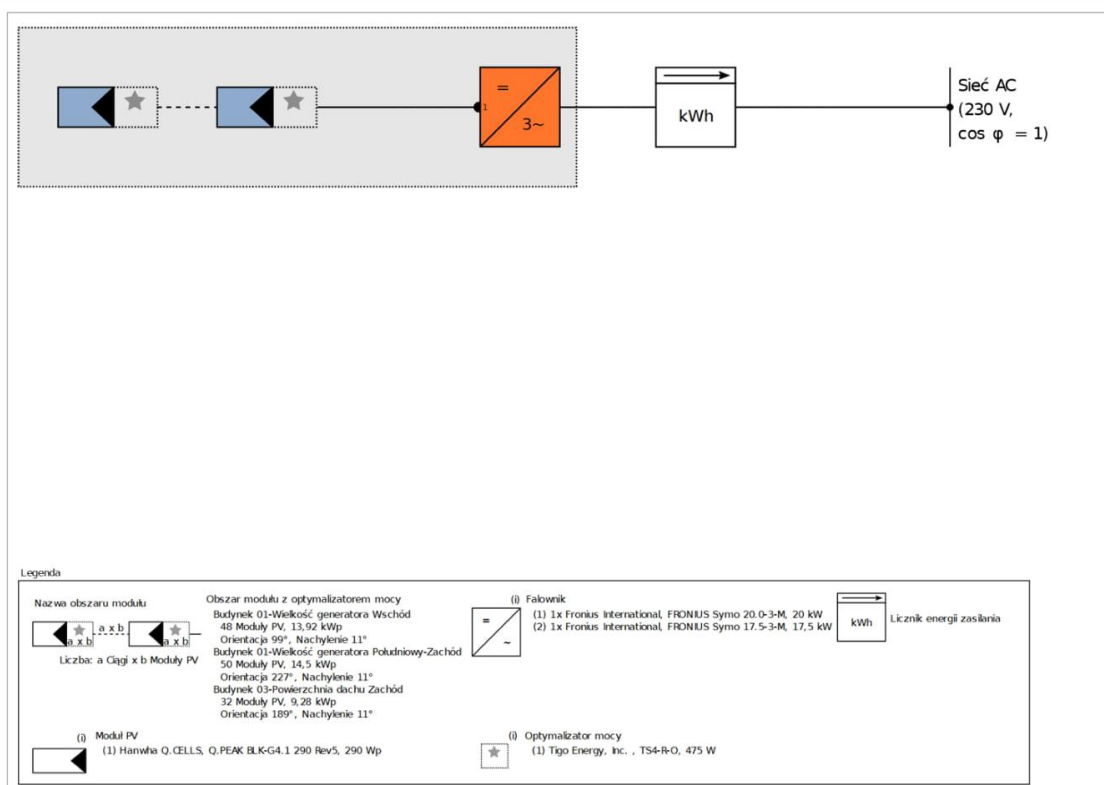 =
3~
1
kWh
Sieć AC
(230 V,
cos φ = 1)
Legenda
Nazwa obszaru modułu
a x b
a x b
a x b
Liczba: a Ciągi x b Moduły PV
Obszar modułu z optymalizatorem mocy
Budynek 01-Wielkość generatora Wschód
48 Moduły PV, 13,92 kWp
Orientacja 99°, Nachylenie 11°
Budynek 01-Wielkość generatora Południowy-Zachód
50 Moduły PV, 14,5 kWp
Orientacja 227°, Nachylenie 11°
Budynek 03-Powierzchnia dachu Zachód
32 Moduły PV, 9,28 kWp
Orientacja 189°, Nachylenie 11°
=
~
(i) Falownik
(1) 1x Fronius International, FRONIUS Symo 20.0-3-M, 20 kW
(2) 1x Fronius International, FRONIUS Symo 17.5-3-M, 17,5 kW
kWh
Licznik energii zasilania
(i) Moduł PV
(1) Hanwha Q.CELLS, Q.PEAK BLK-G4.1 290 Rev5, 290 Wp
(i) Optymalizator mocy
(1) Tigo Energy, Inc. , TS4-R-O, 475 W